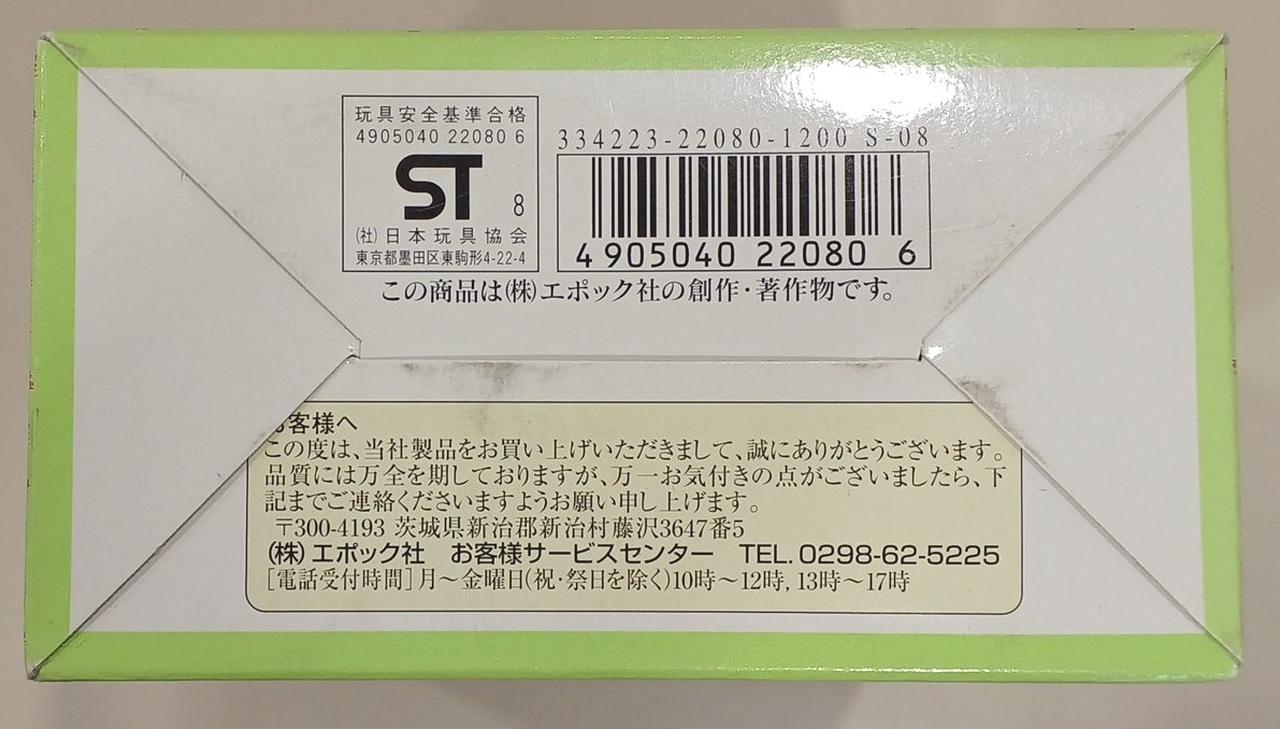 玩具安全基準合格
4905040 22080 6
ST 8
(社)日本玩具協会
東京都墨田区東駒形4-22-4
334223-22080-1200 S-08
4 905040 22080 6
この商品は(株)エポック社の創作・著作物です。
お客様へ
この度は、当社製品をお買い上げいただきまして、誠にありがとうございます。
品質には万全を期しておりますが、万一お気付きの点がございましたら、下
記までご連絡くださいますようお願い申し上げます。
〒300-4193 茨城県新治郡新治村藤沢3647番5
(株)エポック社 お客様サービスセンター TEL. 0298-62-5225
[電話受付時間]月～金曜日(祝・祭日を除く)10時～12時, 13時～17時